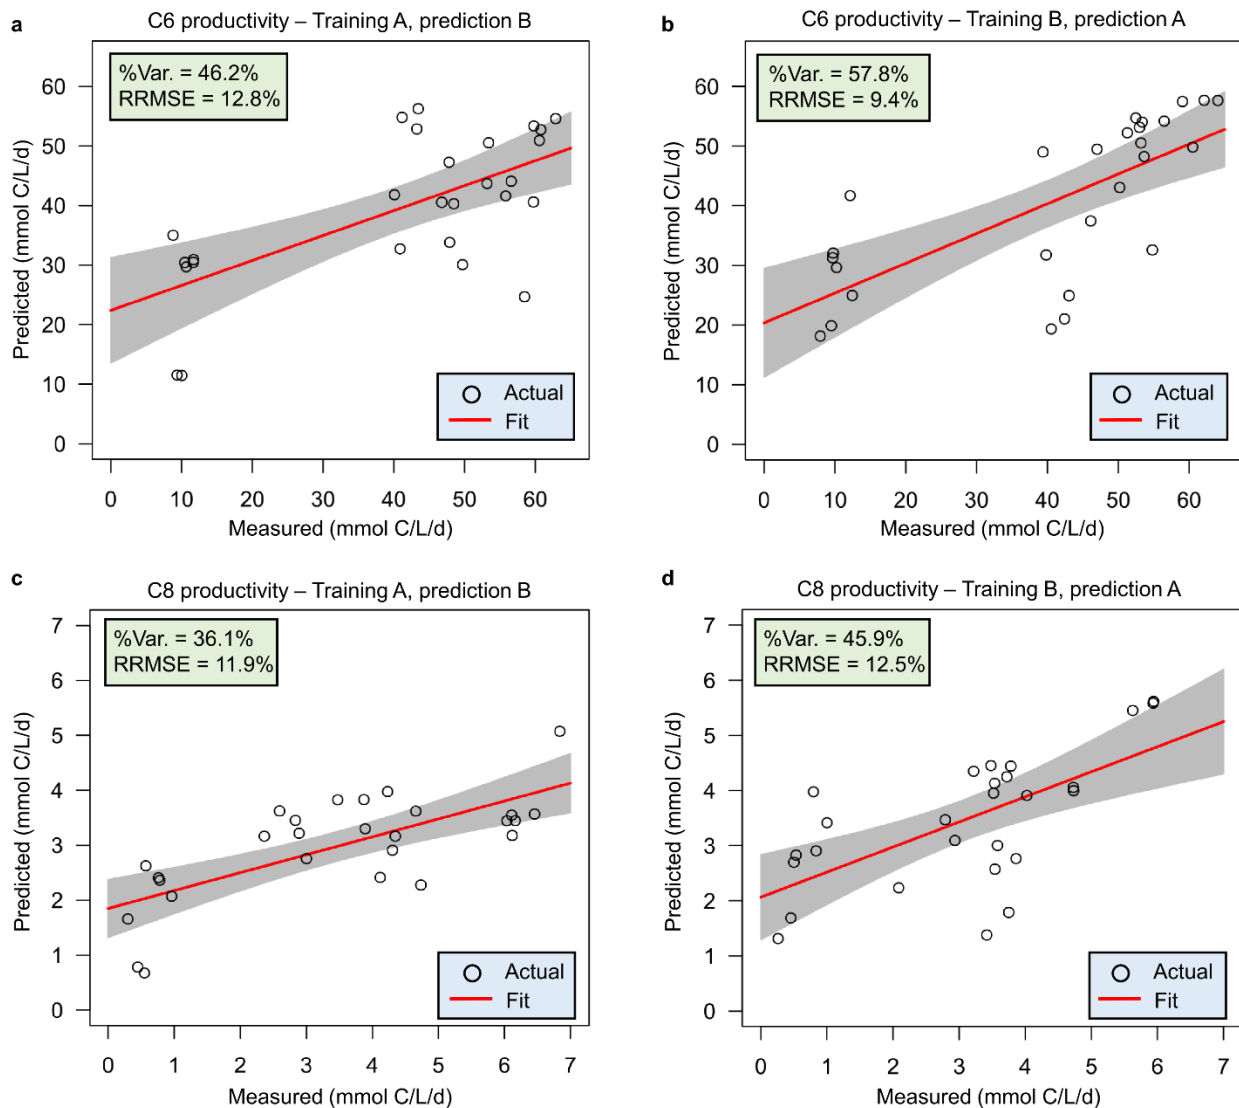 a
C6 productivity – Training A, prediction B
%Var. = 46.2%
RRMSE = 12.8%
Predicted (mmol C/L/d)
60
50
40
30
20
10
0
Actual
Fit
0 10 20 30 40 50 60
Measured (mmol C/L/d)
b
C6 productivity – Training B, prediction A
%Var. = 57.8%
RRMSE = 9.4%
Predicted (mmol C/L/d)
60
50
40
30
20
10
0
Actual
Fit
0 10 20 30 40 50 60
Measured (mmol C/L/d)
c
C8 productivity – Training A, prediction B
%Var. = 36.1%
RRMSE = 11.9%
Predicted (mmol C/L/d)
7
6
5
4
3
2
1
0
Actual
Fit
0 1 2 3 4 5 6 7
Measured (mmol C/L/d)
d
C8 productivity – Training B, prediction A
%Var. = 45.9%
RRMSE = 12.5%
Predicted (mmol C/L/d)
7
6
5
4
3
2
1
0
Actual
Fit
0 1 2 3 4 5 6 7
Measured (mmol C/L/d)